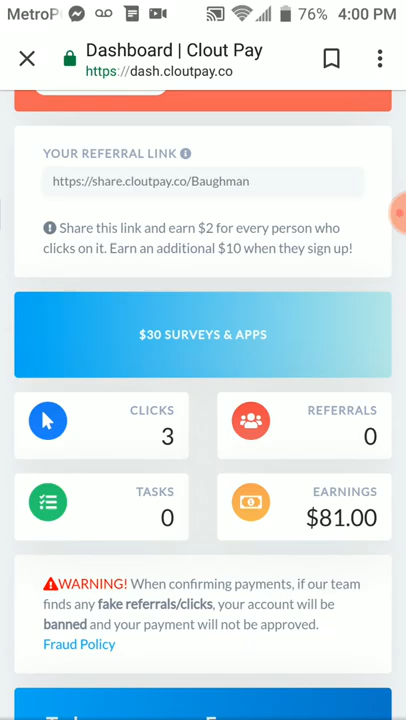 MetroP
76% 4:00 PM
Dashboard | Clout Pay
https://dash.cloutpay.co
YOUR REFERRAL LINK
https://share.cloutpay.co/Baughman
Share this link and earn $2 for every person who
clicks on it. Earn an additional $10 when they sign up!
$30 SURVEYS & APPS
CLICKS
3
REFERRALS
0
TASKS
0
EARNINGS
$81.00
WARNING! When confirming payments, if our team
finds any fake referrals/clicks, your account will be
banned and your payment will not be approved.
Fraud Policy